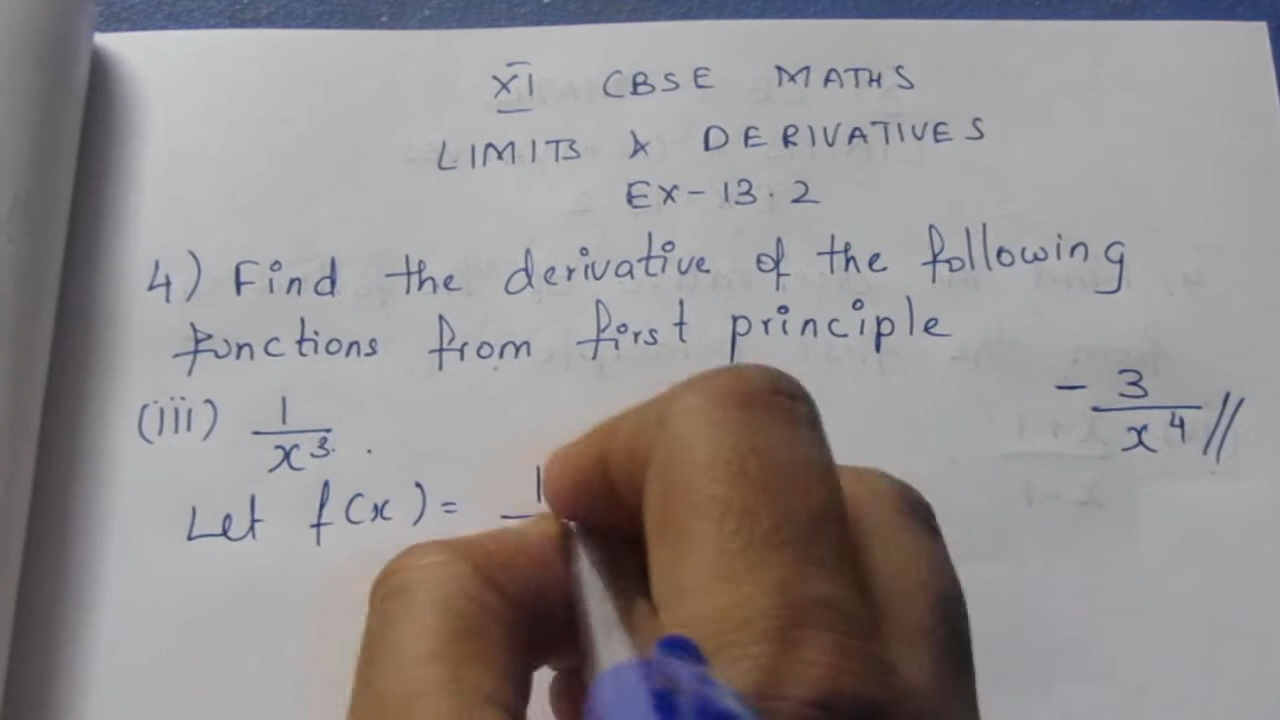 XI CBSE MATHS
LIMITS & DERIVATIVES
EX-13.2
4) Find the derivative of the following
functions from first principle
(iii) 1/x³.
-3/x⁴//
Let f(x) = 1